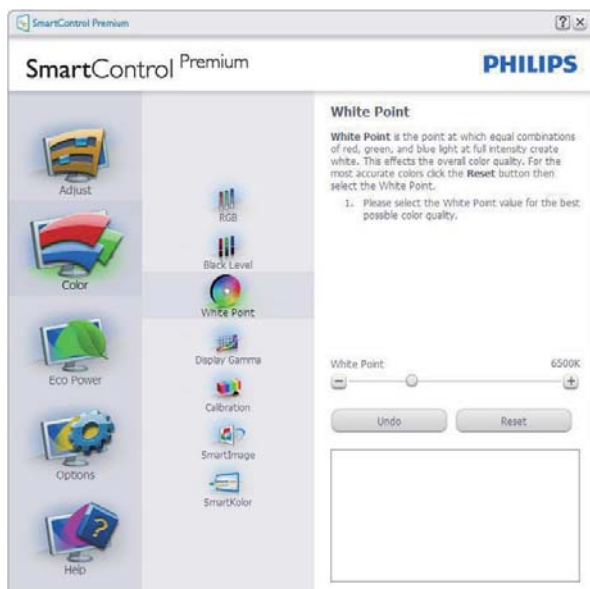 SmartControl Premium
SmartControl Premium
PHILIPS
Adjust
Color
Eco Power
Options
Help
RGB
Black Level
White Point
Display Gamma
Calibration
SmartImage
SmartKolor
White Point
White Point is the point at which equal combinations
of red, green, and blue light at full intensity create
white. This effects the overall color quality. For the
most accurate colors click the Reset button then
select the White Point.
1. Please select the White Point value for the best
possible color quality.
White Point 6500K
Undo Reset